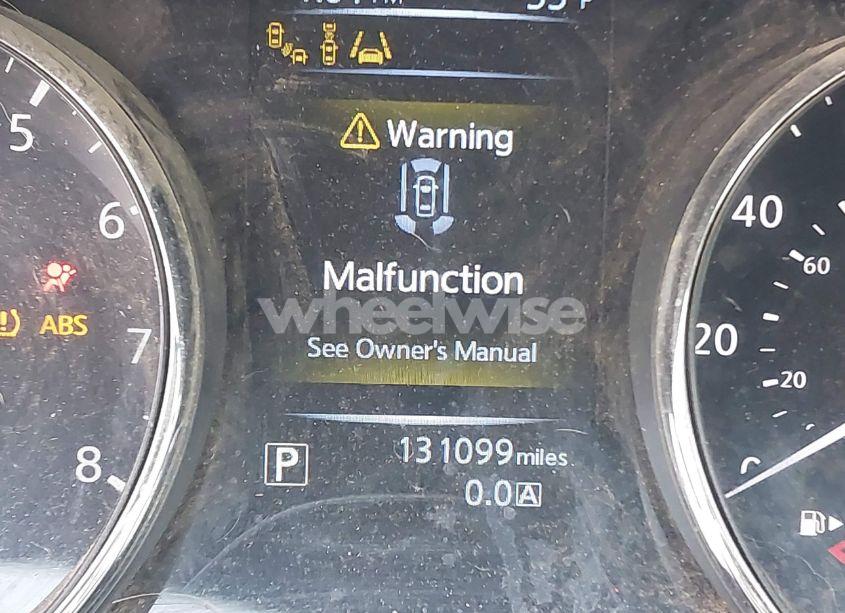 5
Warning
6
40
60
Malfunction
ABS
wheelwise
7
20
See Owner's Manual
20
8
P
131099 miles
0
0.0 A